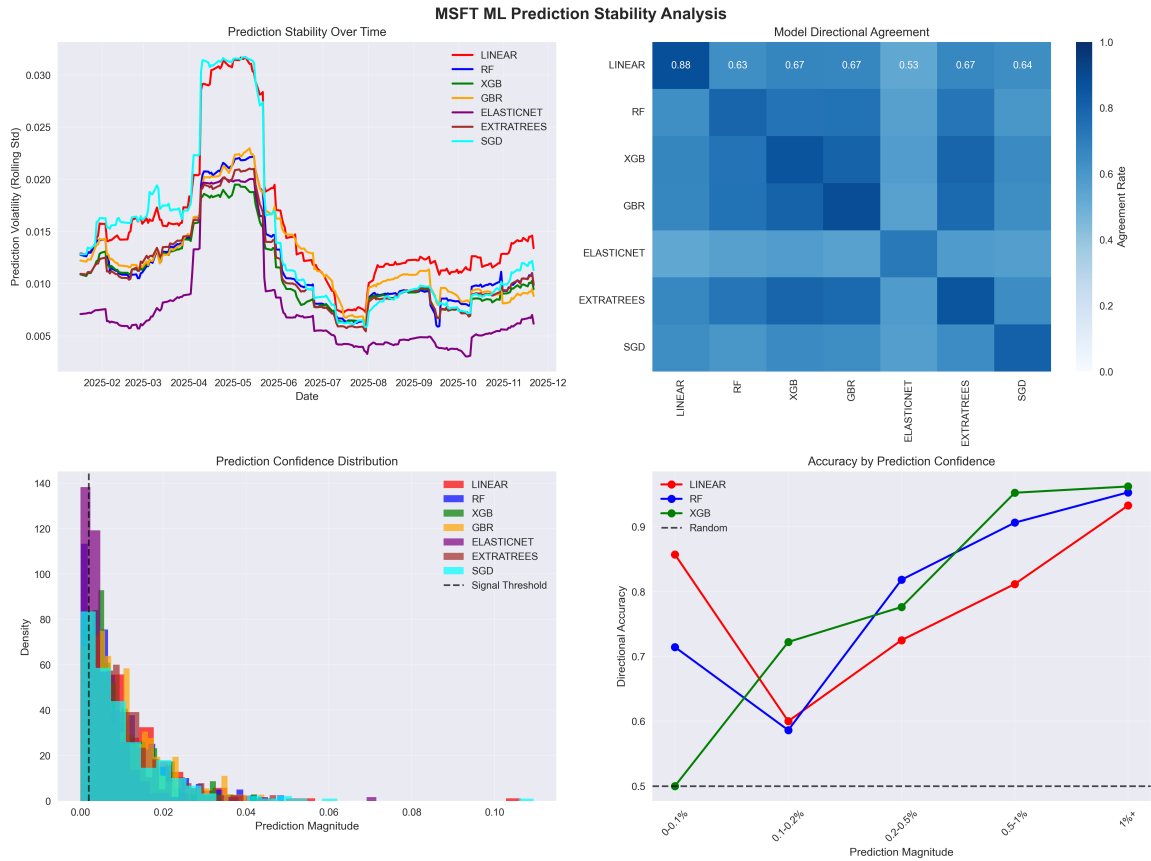 MSFT ML Prediction Stability Analysis
Prediction Stability Over Time
Prediction Volatility (Rolling Std)
0.030
0.025
0.020
0.015
0.010
0.005
LINEAR
RF
XGB
GBR
ELASTICNET
EXTRATREES
SGD
2025-02 2025-03 2025-04 2025-05 2025-06 2025-07 2025-08 2025-09 2025-10 2025-11 2025-12
Date
Model Directional Agreement
LINEAR
RF
XGB
GBR
ELASTICNET
EXTRATREES
SGD
0.88 0.63 0.67 0.67 0.53 0.67 0.64
LINEAR
RF
XGB
GBR
ELASTICNET
EXTRATREES
SGD
1.0
0.8
0.6
0.4
0.2
0.0
Agreement Rate
Prediction Confidence Distribution
Density
140
120
100
80
60
40
20
0
LINEAR
RF
XGB
GBR
ELASTICNET
EXTRATREES
SGD
Signal Threshold
0.00 0.02 0.04 0.06 0.08 0.10
Prediction Magnitude
Accuracy by Prediction Confidence
Directional Accuracy
0.9
0.8
0.7
0.6
0.5
LINEAR
RF
XGB
Random
0-0.1%
0.1-0.2%
0.2-0.5%
0.5-1%
1%+
Prediction Magnitude